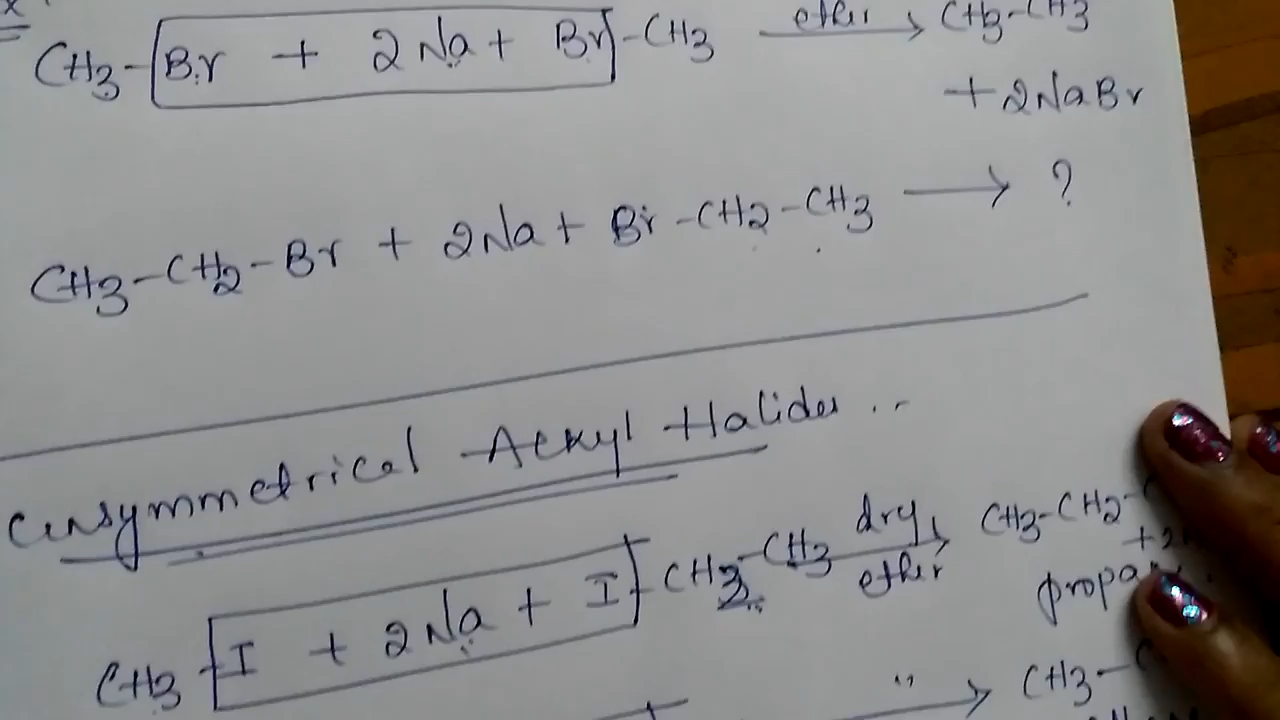 CH3-Br + 2Na + Br-CH3 ether → CH3-CH3
+2NaBr
CH3-CH2-Br + 2Na + Br-CH2-CH3 → ?
Unsymmetrical Alkyl Halides..
CH3-I + 2Na + I-CH2-CH3 dry ether → CH3-CH2-
+2
propa
" → CH3-